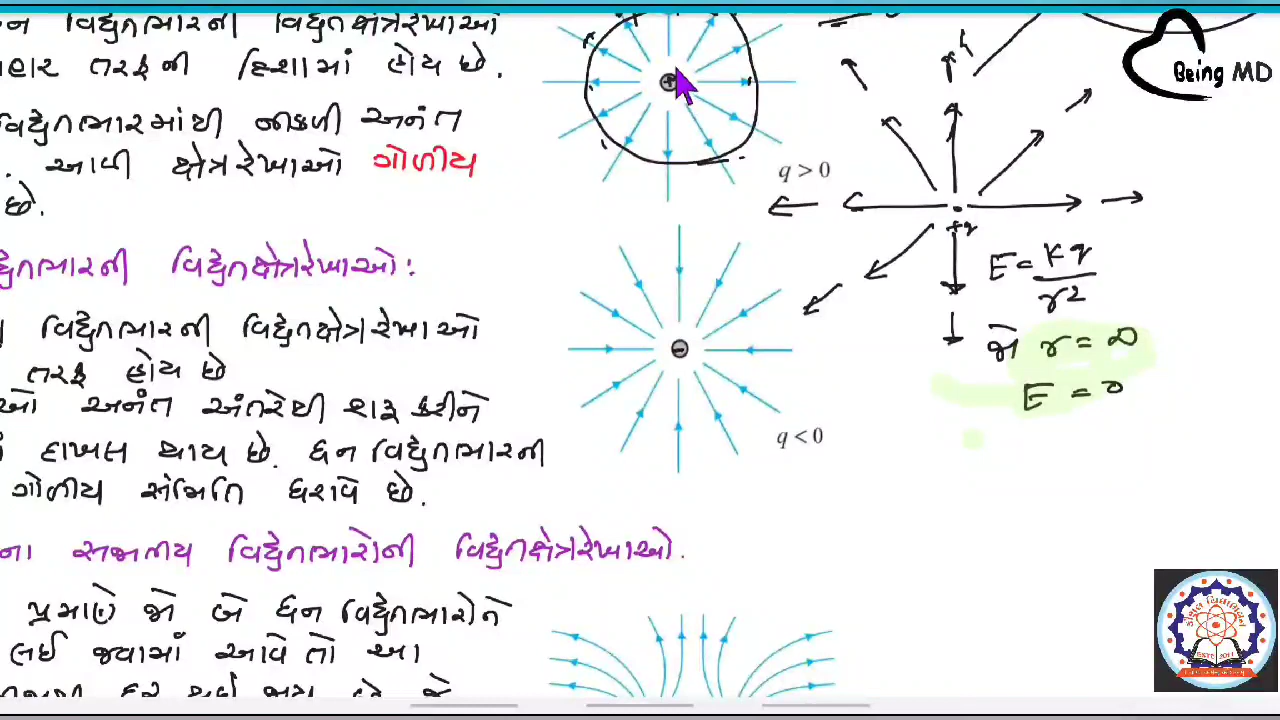 ન વિદ્યુતભારની વિદ્યુતક્ષેત્રરેખાઓ
હાર તરફની દિશામાં હોય છે.
વિદ્યુતભારમાંથી નીકળી અનંત
. આવી ક્ષેત્રરેખાઓ ગોળીય
છે.
દ્યુતભારની વિદ્યુતક્ષેત્રરેખાઓ:
વિદ્યુતભારની વિદ્યુતક્ષેત્રરેખાઓ
તરફ હોય છે
ઓ અનંત અંતરેથી શરૂ કરીને
દાખલ થાય છે. ધન વિદ્યુતભારની
ગોળીય સંમિતિ ધરાવે છે.
ના સજાતીય વિદ્યુતભારોની વિદ્યુતક્ષેત્રરેખાઓ.
પ્રમાણે જો બે ધન વિદ્યુતભારોને
લઈ જવામાં આવે તો આ
q > 0
q < 0
+q
E = kq / r²
જો r = ∞
E = 0
Being MD